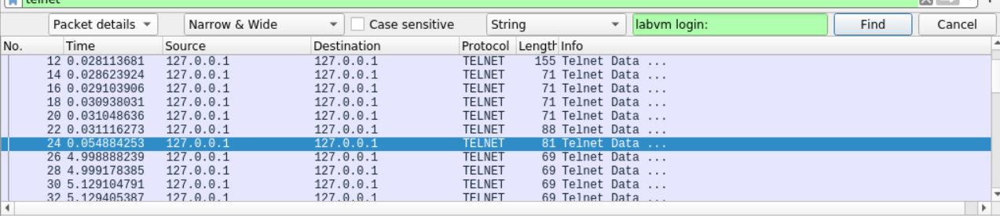 telnet
Packet details Narrow & Wide Case sensitive String labvm login: Find Cancel
No. Time Source Destination Protocol Length Info
12 0.028113681 127.0.0.1 127.0.0.1 TELNET 155 Telnet Data ...
14 0.028623924 127.0.0.1 127.0.0.1 TELNET 71 Telnet Data ...
16 0.029103906 127.0.0.1 127.0.0.1 TELNET 71 Telnet Data ...
18 0.030938031 127.0.0.1 127.0.0.1 TELNET 71 Telnet Data ...
20 0.031048636 127.0.0.1 127.0.0.1 TELNET 71 Telnet Data ...
22 0.031116273 127.0.0.1 127.0.0.1 TELNET 88 Telnet Data ...
24 0.054884253 127.0.0.1 127.0.0.1 TELNET 81 Telnet Data ...
26 4.998888239 127.0.0.1 127.0.0.1 TELNET 69 Telnet Data ...
28 4.999178385 127.0.0.1 127.0.0.1 TELNET 69 Telnet Data ...
30 5.129104791 127.0.0.1 127.0.0.1 TELNET 69 Telnet Data ...
32 5.129405387 127.0.0.1 127.0.0.1 TELNET 69 Telnet Data ...